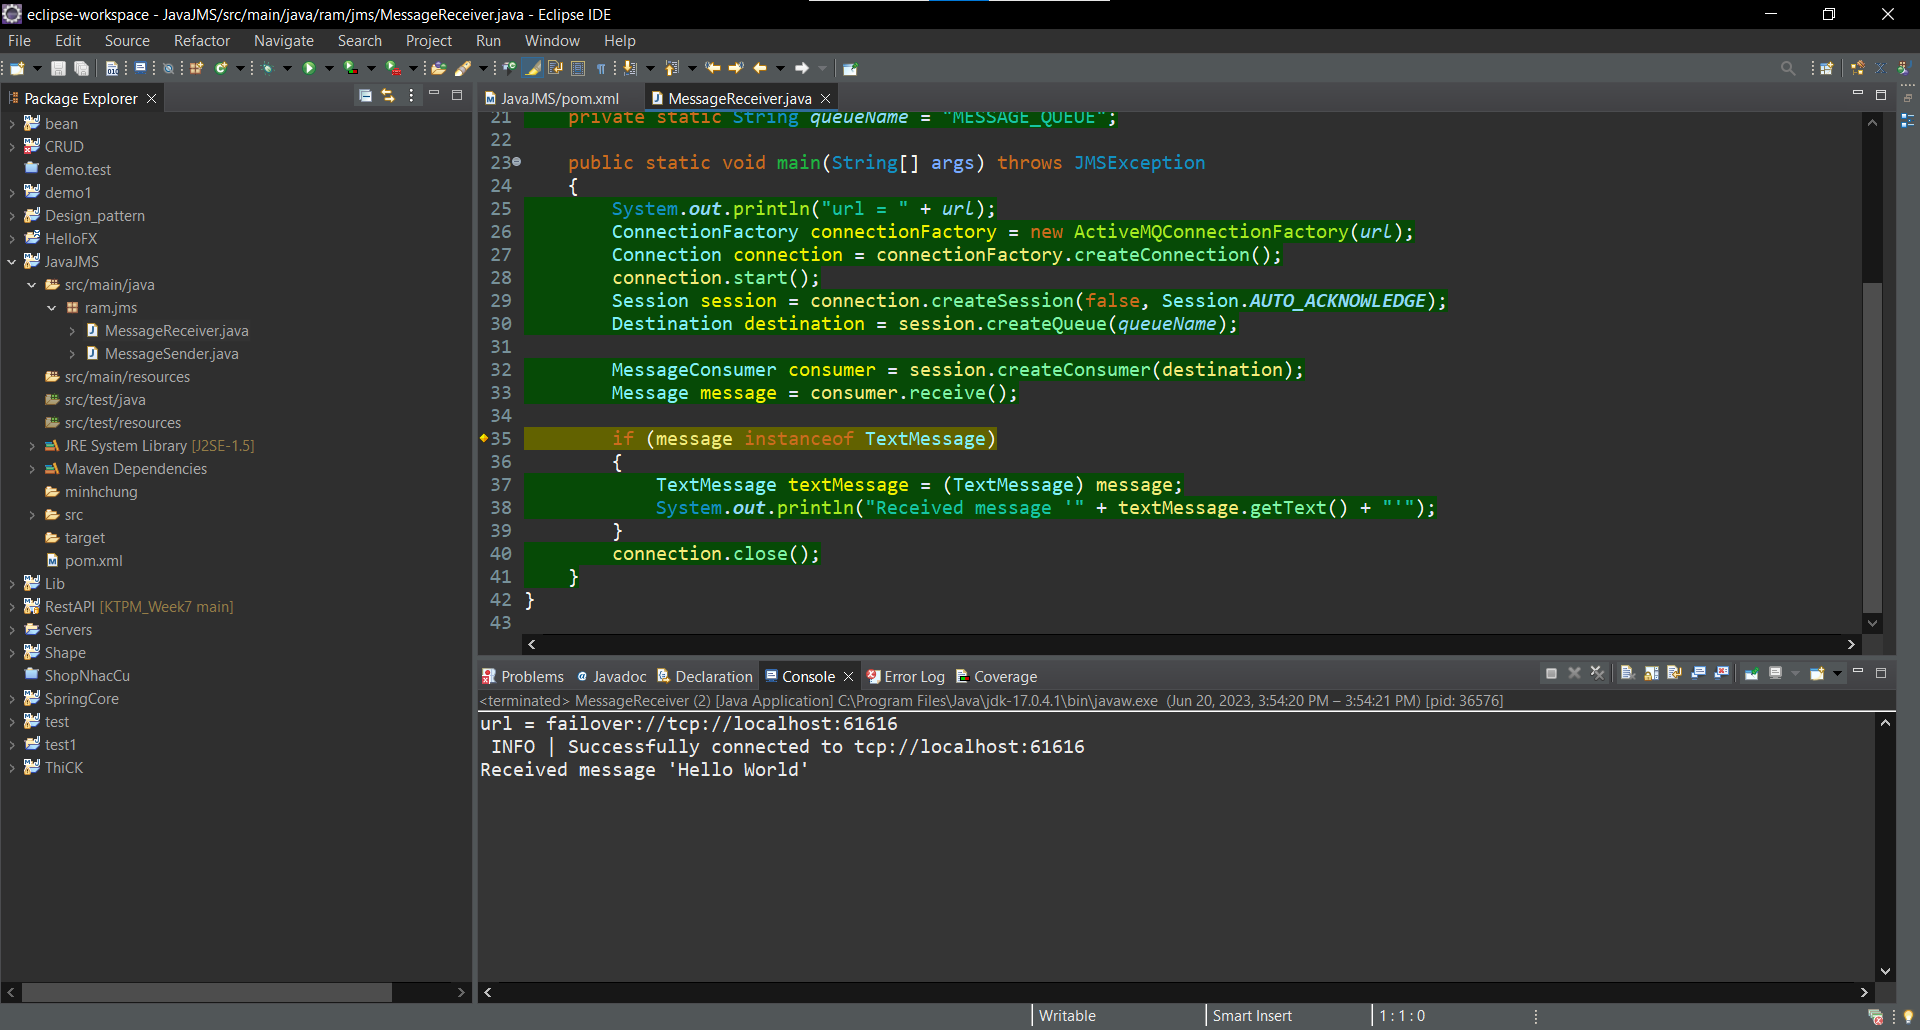 eclipse-workspace - JavaJMS/src/main/java/ram/jms/MessageReceiver.java - Eclipse IDE
File Edit Source Refactor Navigate Search Project Run Window Help
Package Explorer
bean
CRUD
demo.test
demo1
Design_pattern
HelloFX
JavaJMS
src/main/java
ram.jms
MessageReceiver.java
MessageSender.java
src/main/resources
src/test/java
src/test/resources
JRE System Library [J2SE-1.5]
Maven Dependencies
minhchung
src
target
pom.xml
Lib
RestAPI [KTPM_Week7 main]
Servers
Shape
ShopNhacCu
SpringCore
test
test1
ThiCK
JavaJMS/pom.xml MessageReceiver.java
21 private static String queueName = "MESSAGE_QUEUE";
22
23 public static void main(String[] args) throws JMSException
24 {
25 System.out.println("url = " + url);
26 ConnectionFactory connectionFactory = new ActiveMQConnectionFactory(url);
27 Connection connection = connectionFactory.createConnection();
28 connection.start();
29 Session session = connection.createSession(false, Session.AUTO_ACKNOWLEDGE);
30 Destination destination = session.createQueue(queueName);
31
32 MessageConsumer consumer = session.createConsumer(destination);
33 Message message = consumer.receive();
34
35 if (message instanceof TextMessage)
36 {
37 TextMessage textMessage = (TextMessage) message;
38 System.out.println("Received message '" + textMessage.getText() + "'");
39 }
40 connection.close();
41 }
42 }
43
Problems Javadoc Declaration Console Error Log Coverage
<terminated> MessageReceiver (2) [Java Application] C:\Program Files\Java\jdk-17.0.4.1\bin\javaw.exe (Jun 20, 2023, 3:54:20 PM – 3:54:21 PM) [pid: 36576]
url = failover://tcp://localhost:61616
INFO | Successfully connected to tcp://localhost:61616
Received message 'Hello World'
Writable Smart Insert 1 : 1 : 0